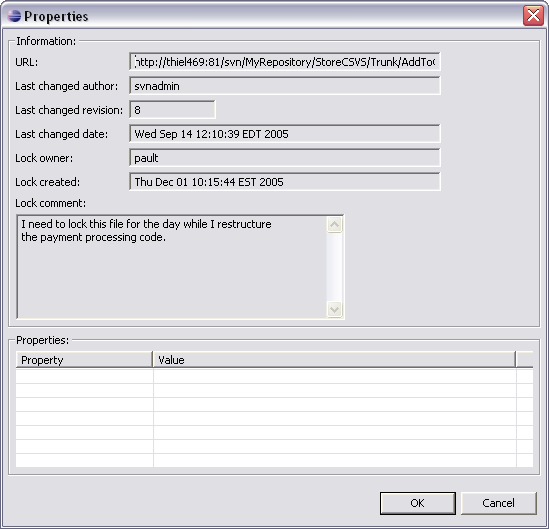 Properties
Information:
URL: http://thiel469:81/svn/MyRepository/StoreCSVS/Trunk/AddToC
Last changed author: svnadmin
Last changed revision: 8
Last changed date: Wed Sep 14 12:10:39 EDT 2005
Lock owner: pault
Lock created: Thu Dec 01 10:15:44 EST 2005
Lock comment:
I need to lock this file for the day while I restructure
the payment processing code.
Properties:
Property Value
OK Cancel